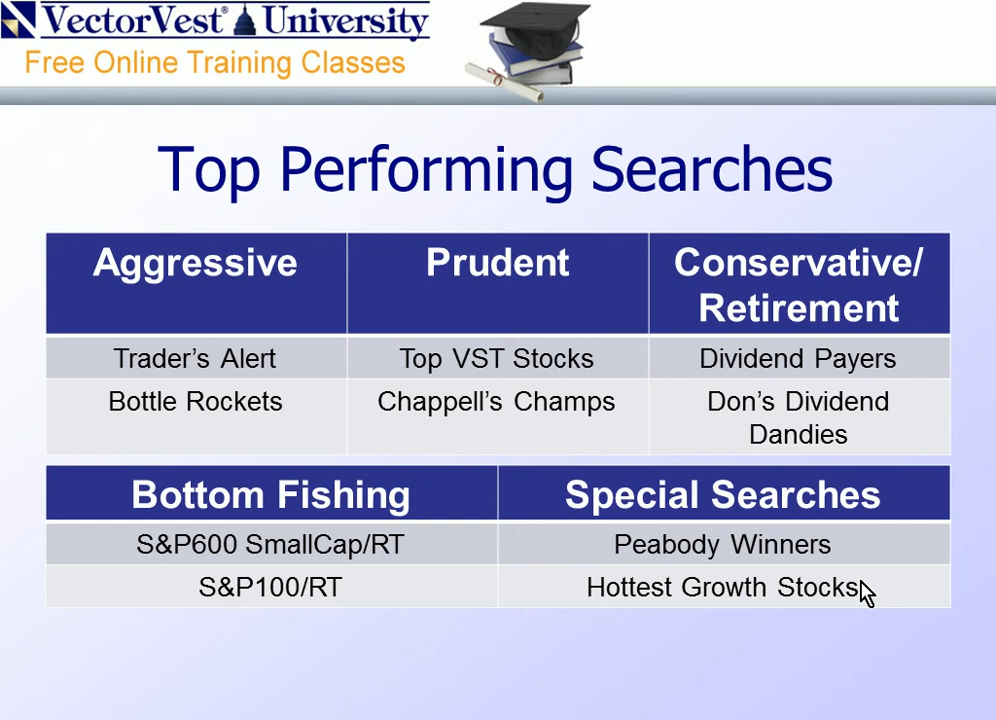 VectorVest® University
Free Online Training Classes
Top Performing Searches
Aggressive
Prudent
Conservative/
Retirement
Trader’s Alert
Top VST Stocks
Dividend Payers
Bottle Rockets
Chappell’s Champs
Don’s Dividend
Dandies
Bottom Fishing
Special Searches
S&P600 SmallCap/RT
Peabody Winners
S&P100/RT
Hottest Growth Stocks